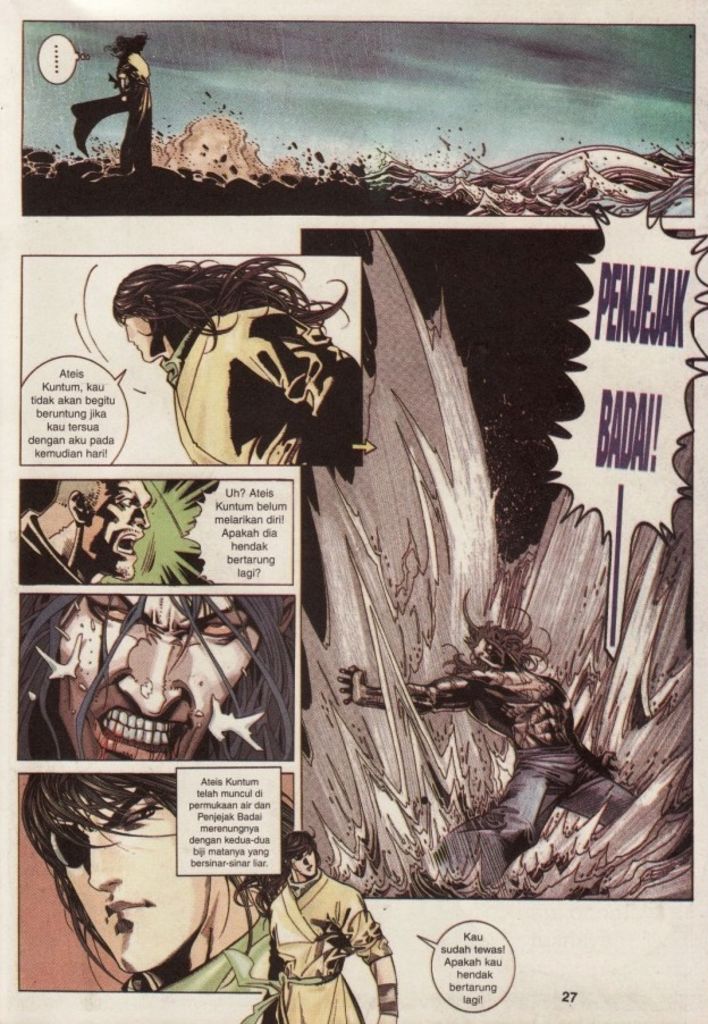 ......
PENJEJAK
BADAI!
Ateis
Kuntum, kau
tidak akan begitu
beruntung jika
kau tersua
dengan aku pada
kemudian hari!
Uh? Ateis
Kuntum belum
melarikan diri!
Apakah dia
hendak
bertarung
lagi?
Ateis Kuntum
telah muncul di
permukaan air dan
Penjejak Badai
merenungnya
dengan kedua-dua
biji matanya yang
bersinar-sinar liar.
Kau
sudah tewas!
Apakah kau
hendak
bertarung
lagi!
27